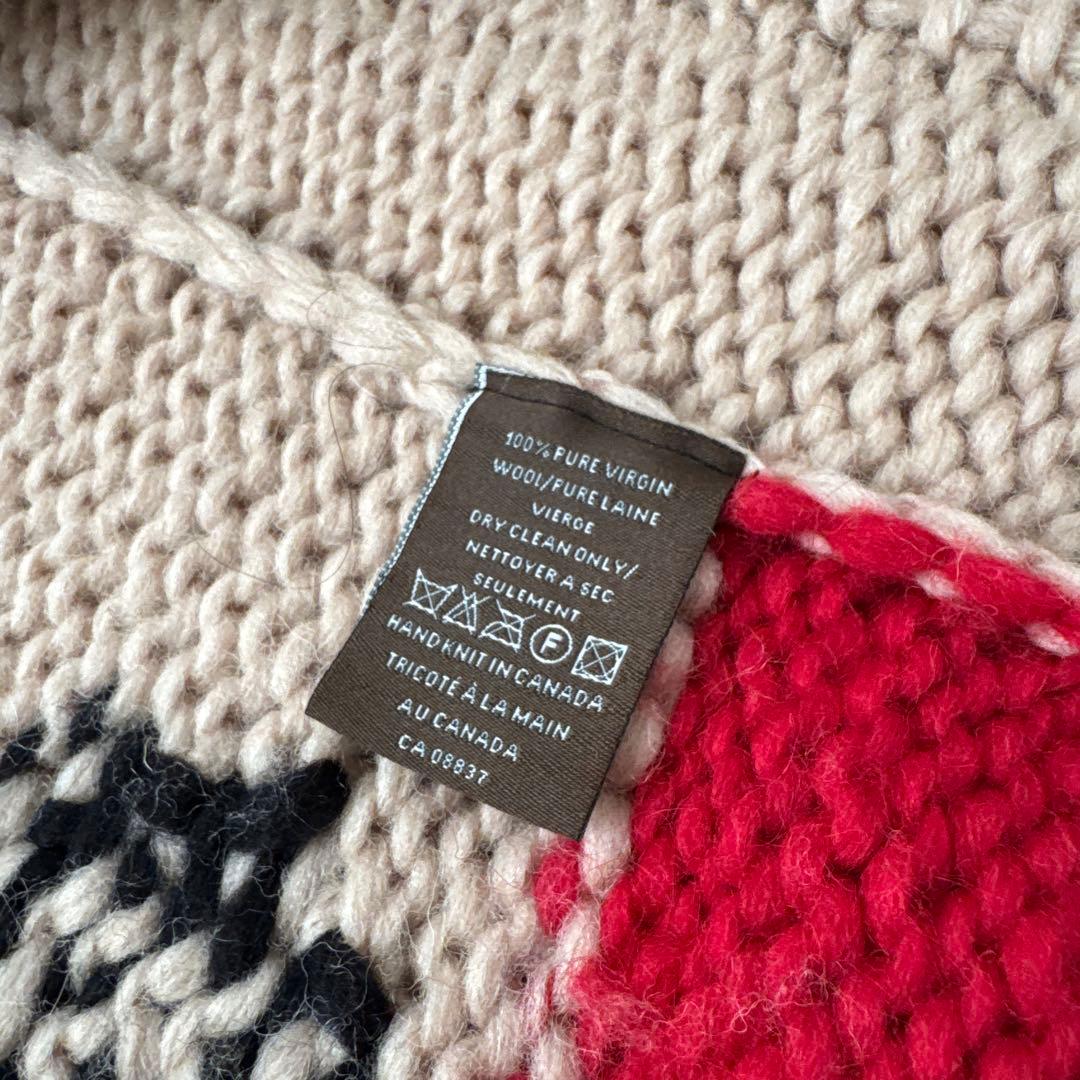 100% PURE VIRGIN
WOOL/PURE LAINE
VIERGE
DRY CLEAN ONLY/
NETTOYER A SEC
SEULEMENT
F
HAND KNIT IN CANADA
TRICOTÉ À LA MAIN
AU CANADA
CA 08837